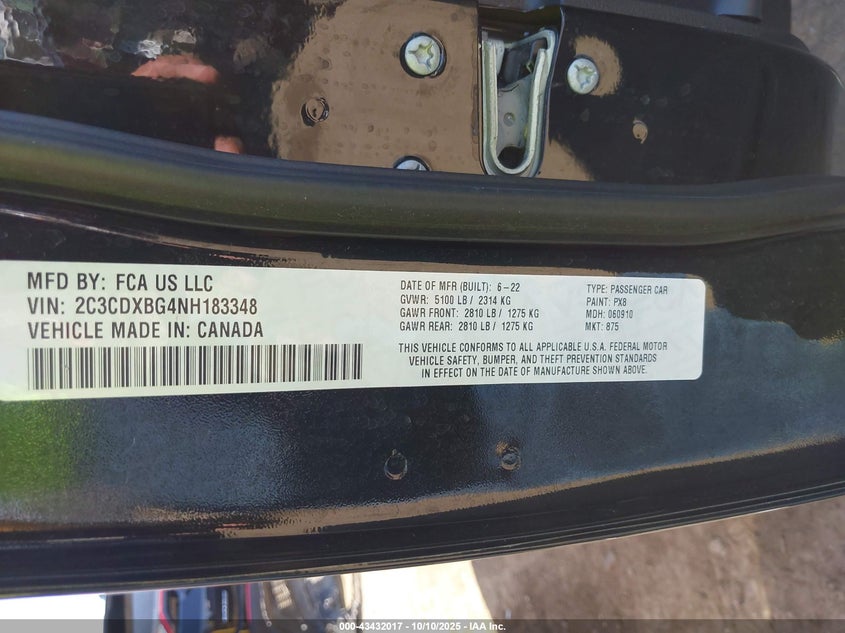 MFD BY: FCA US LLC
VIN: 2C3CDXBG4NH183348
VEHICLE MADE IN: CANADA
DATE OF MFR (BUILT): 6-22
GVWR: 5100 LB / 2314 KG
GAWR FRONT: 2810 LB / 1275 KG
GAWR REAR: 2810 LB / 1275 KG
TYPE: PASSENGER CAR
PAINT: PX8
MDH: 060910
MKT: 875
THIS VEHICLE CONFORMS TO ALL APPLICABLE U.S.A. FEDERAL MOTOR
VEHICLE SAFETY, BUMPER, AND THEFT PREVENTION STANDARDS
IN EFFECT ON THE DATE OF MANUFACTURE SHOWN ABOVE.
000-43432017 - 10/10/2025 - IAA Inc.